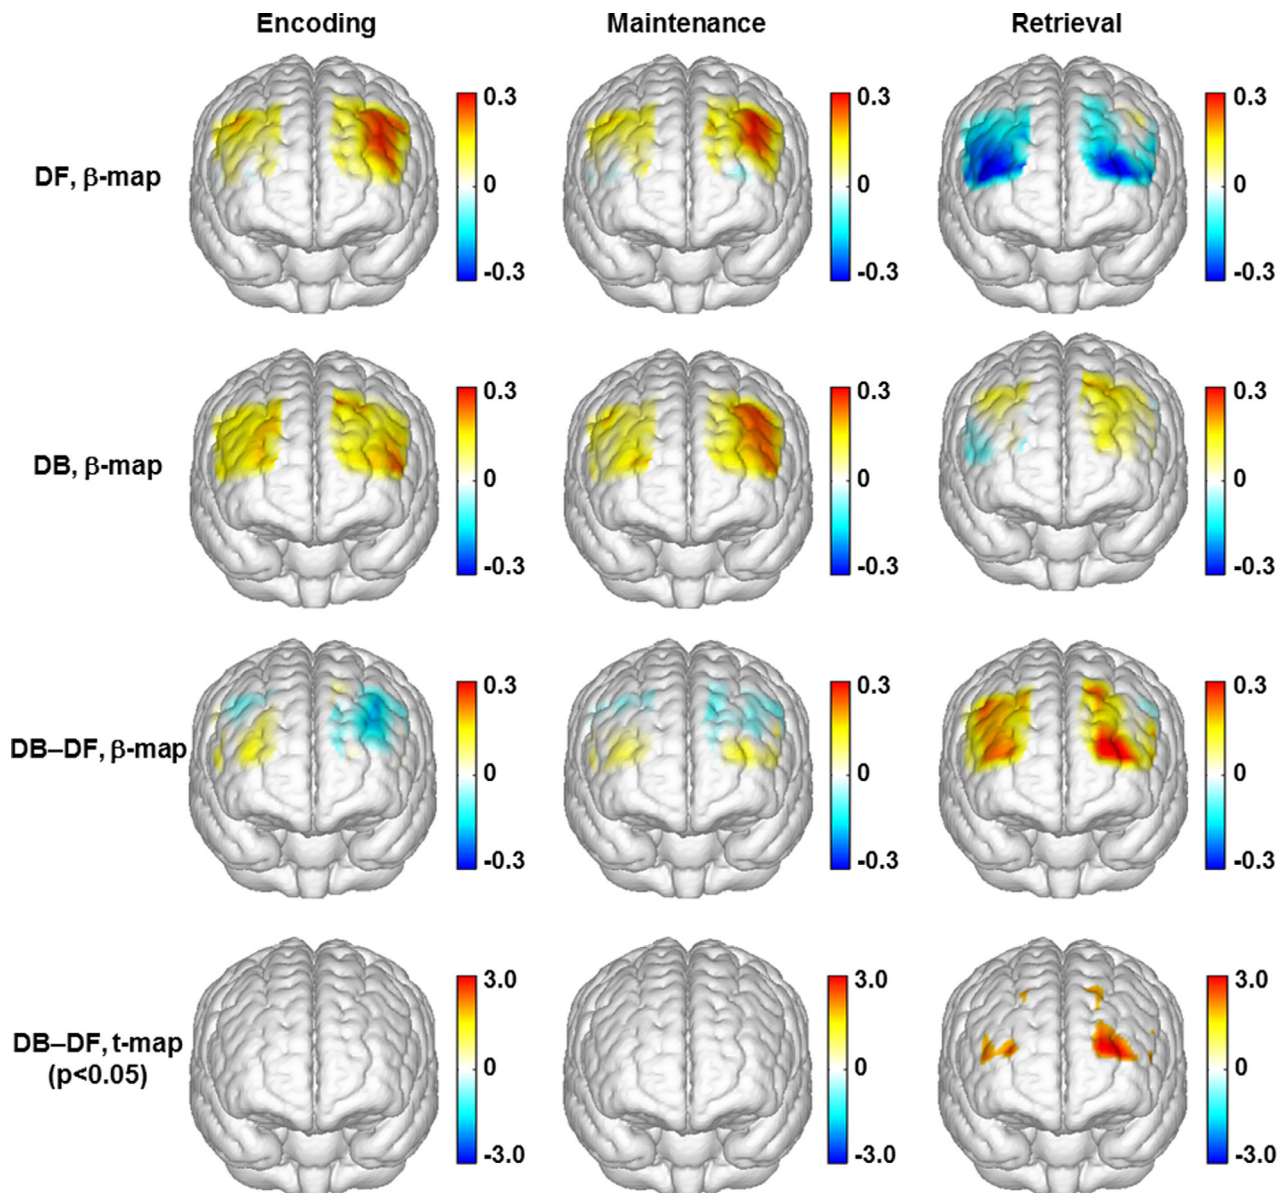 Encoding Maintenance Retrieval
0.3 0.3 0.3
DF, β-map 0 0 0
-0.3 -0.3 -0.3
0.3 0.3 0.3
DB, β-map 0 0 0
-0.3 -0.3 -0.3
0.3 0.3 0.3
DB–DF, β-map 0 0 0
-0.3 -0.3 -0.3
3.0 3.0 3.0
DB–DF, t-map 0 0 0
(p<0.05)
-3.0 -3.0 -3.0